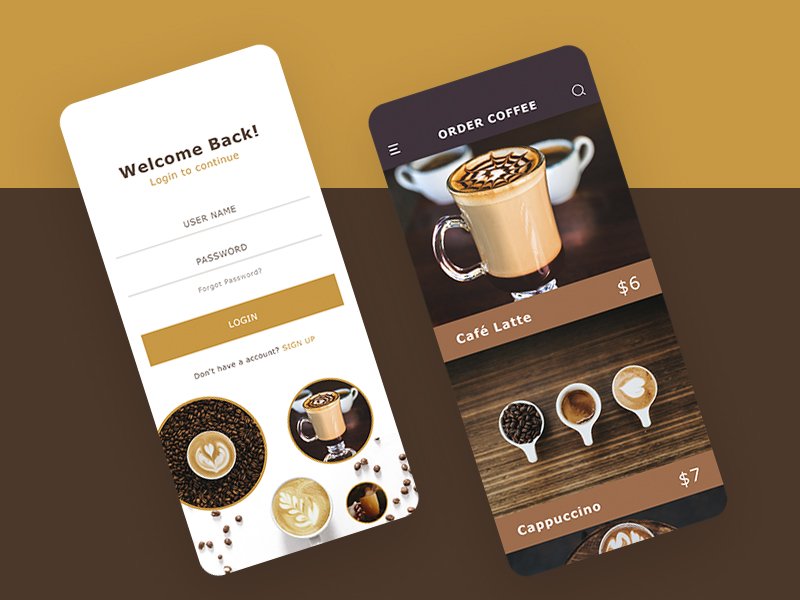 Welcome Back!
Login to continue
USER NAME
PASSWORD
Forgot Password?
LOGIN
Don't have a account? SIGN UP
ORDER COFFEE
Café Latte $6
Cappuccino $7